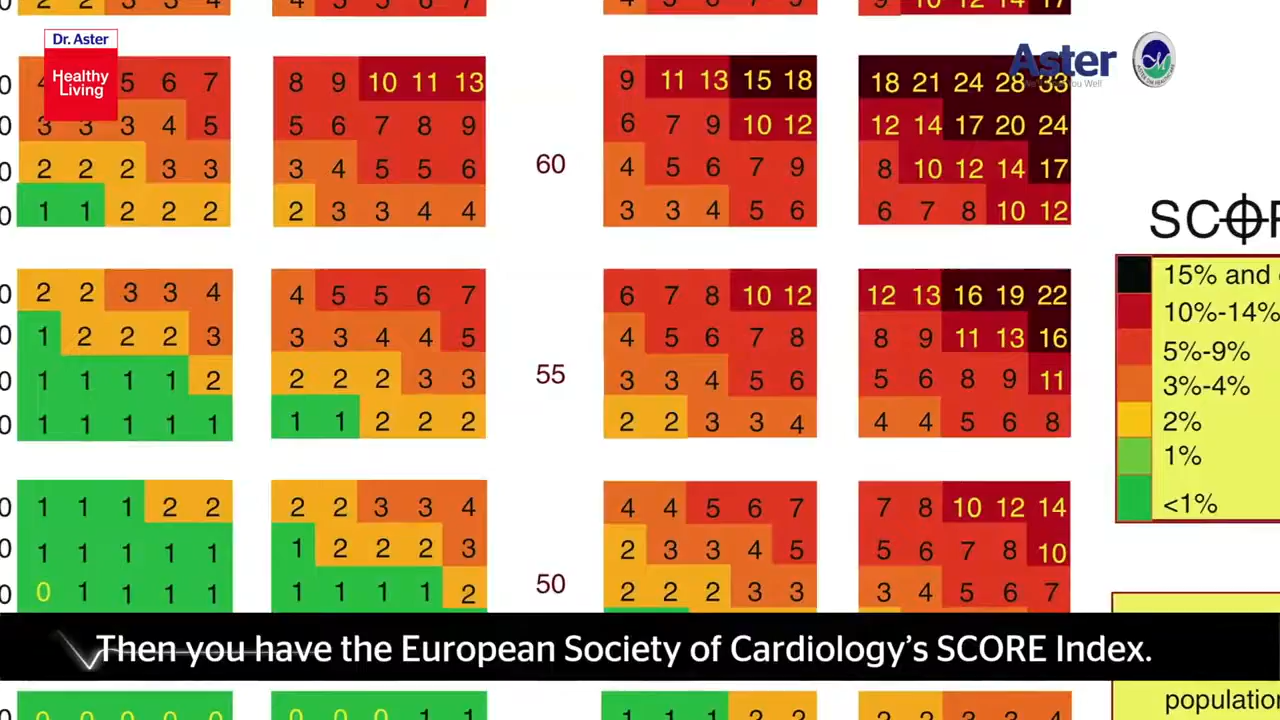 Dr. Aster
Healthy
Living
Aster
5 6 7 8 9 10 11 13 9 11 13 15 18 18 21 24 28 33
3 3 3 4 5 5 6 7 8 9 6 7 9 10 12 12 14 17 20 24
2 2 2 3 3 3 4 5 5 6 60 4 5 6 7 9 8 10 12 14 17
1 1 2 2 2 2 3 3 4 4 3 3 4 5 6 6 7 8 10 12
SCOR
2 2 3 3 4 4 5 5 6 7 6 7 8 10 12 12 13 16 19 22
1 2 2 2 3 3 3 4 4 5 4 5 6 7 8 8 9 11 13 16
1 1 1 1 2 2 2 2 3 3 55 3 3 4 5 6 5 6 8 9 11
1 1 1 1 1 1 1 2 2 2 2 2 3 3 4 4 4 5 6 8
15% and
10%-14%
5%-9%
3%-4%
2%
1%
<1%
1 1 1 2 2 2 2 3 3 4 4 4 5 6 7 7 8 10 12 14
1 1 1 1 1 1 2 2 2 3 2 3 3 4 5 5 6 7 8 10
0 1 1 1 1 1 1 1 1 2 50 2 2 2 3 3 3 4 5 6 7
Then you have the European Society of Cardiology's SCORE Index.
population